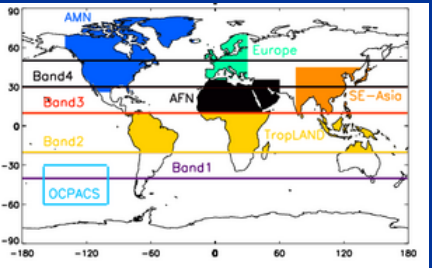 90
AMN
60
Europe
Band4
30
AFN
SE-Asia
Band3
0
Band2
TropLAND
Band1
-30
OCPACS
-60
-90
-180
-120
-60
0
60
120
180